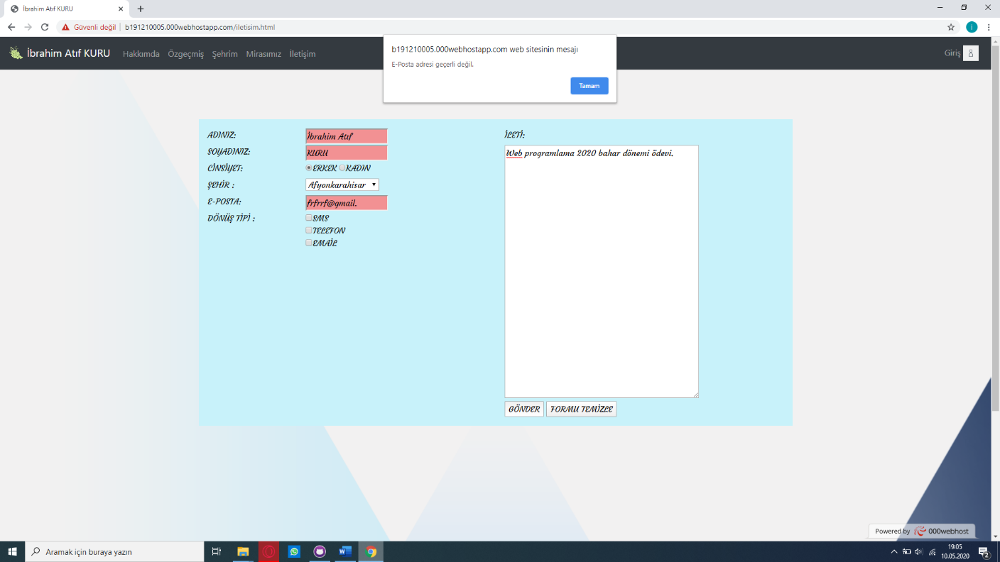 İbrahim Atıf KURU
Güvenli değil
b191210005.000webhostapp.com/iletisim.html
i
b191210005.000webhostapp.com web sitesinin mesajı
E-Posta adresi geçerli değil.
Tamam
İbrahim Atıf KURU Hakkımda Özgeçmiş Şehrim Mirasımız İletişim
Giriş
ADINIZ: İbrahim Atıf
SOYADINIZ: KURU
CİNSİYET: ERKEK KADIN
ŞEHİR : Afyonkarahisar
E-POSTA: frfrrf@gmail.
DÖNÜŞ TİPİ : SMS
TELEFON
EMAİL
İLETİ:
Web programlama 2020 bahar dönemi ödevi.
GÖNDER FORMU TEMİZLE
Powered by 000webhost
Aramak için buraya yazın
19:05
10.05.2020
2